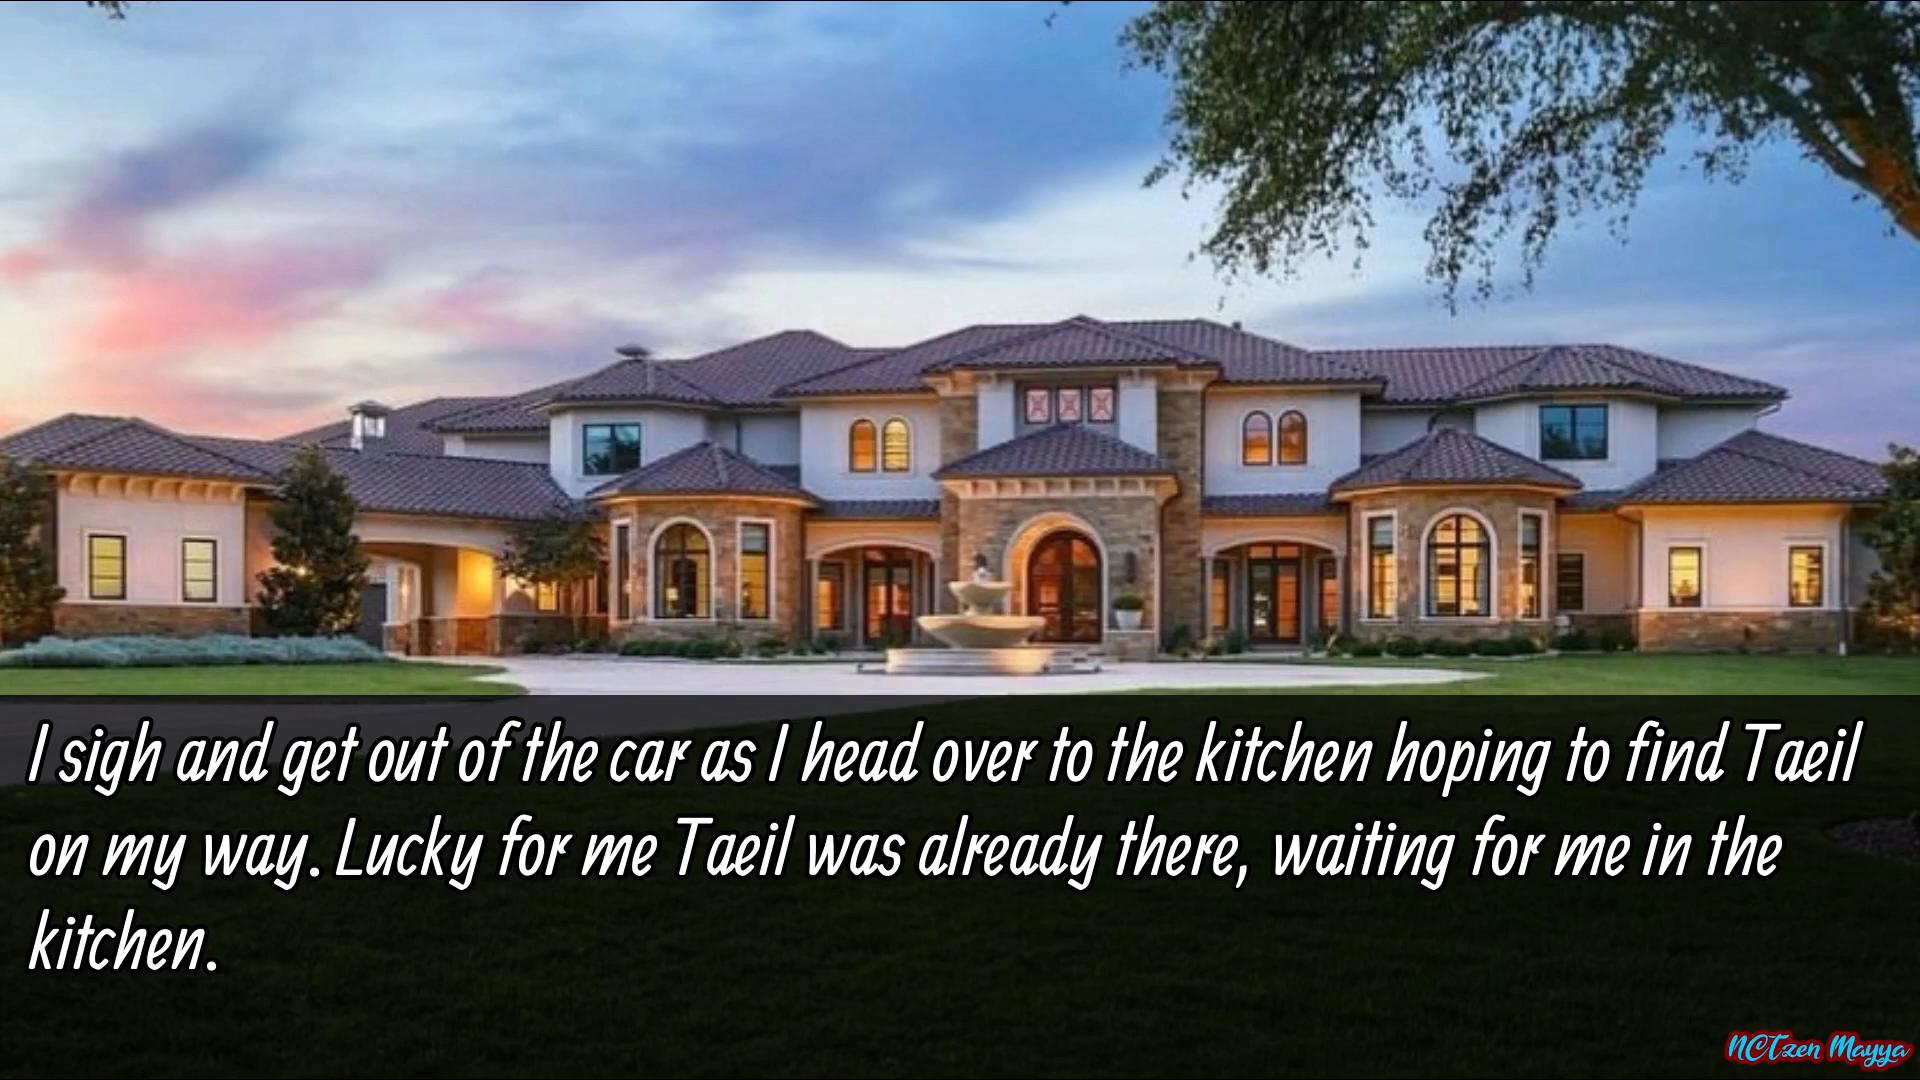 I sigh and get out of the car as I head over to the kitchen hoping to find Taeil
on my way. Lucky for me Taeil was already there, waiting for me in the
kitchen.
NCTzen Mayya